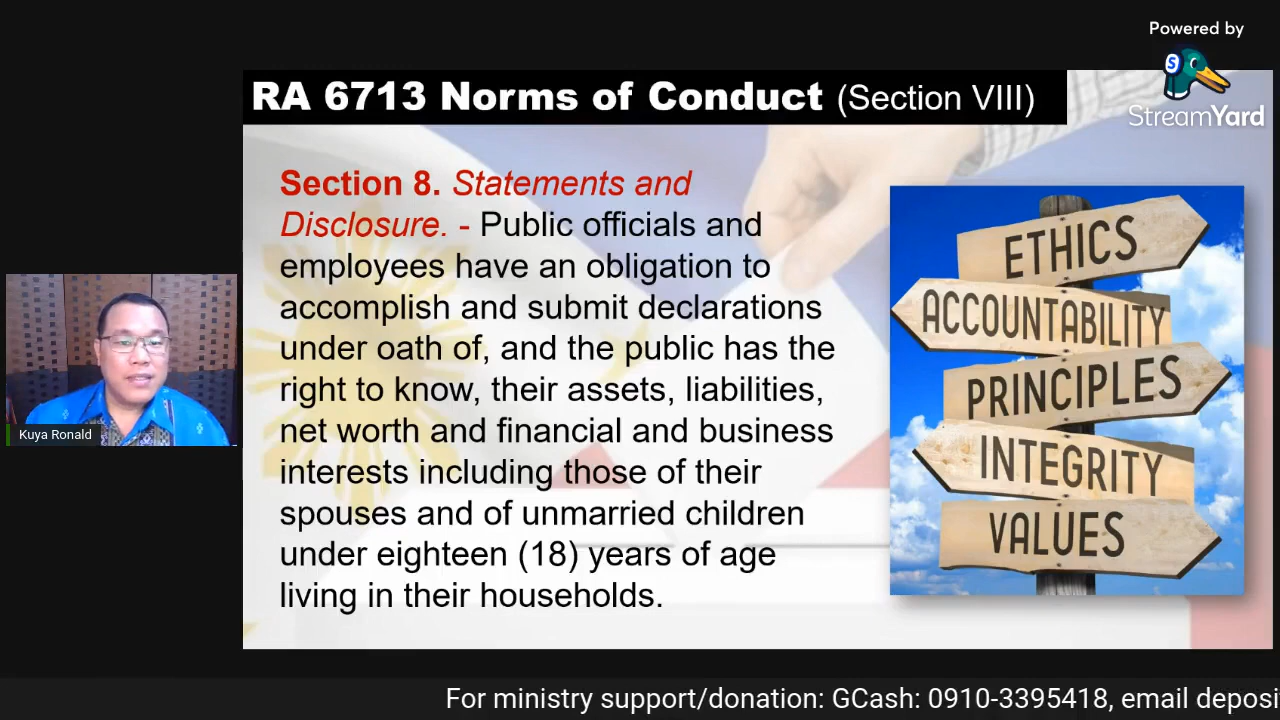 Powered by
StreamYard
RA 6713 Norms of Conduct (Section VIII)
Section 8. Statements and
Disclosure. - Public officials and
employees have an obligation to
accomplish and submit declarations
under oath of, and the public has the
right to know, their assets, liabilities,
net worth and financial and business
interests including those of their
spouses and of unmarried children
under eighteen (18) years of age
living in their households.
ETHICS
ACCOUNTABILITY
PRINCIPLES
INTEGRITY
VALUES
Kuya Ronald
For ministry support/donation: GCash: 0910-3395418, email deposi